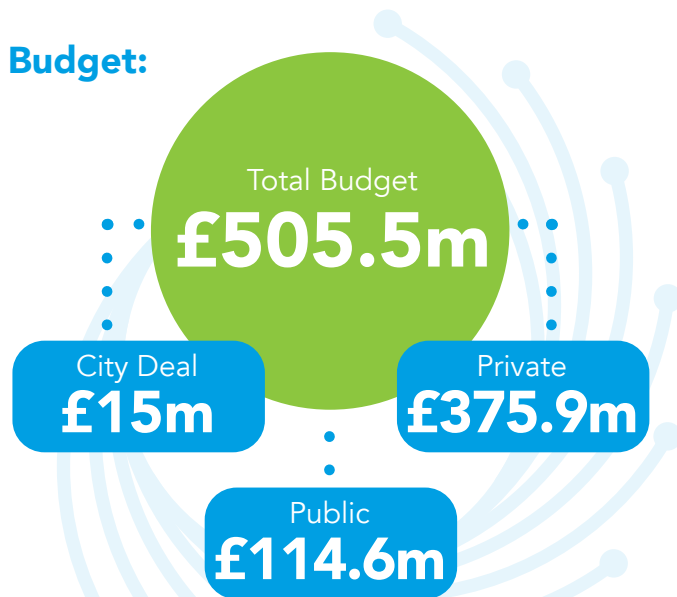 Budget:
Total Budget
£505.5m
City Deal
£15m
Private
£375.9m
Public
£114.6m